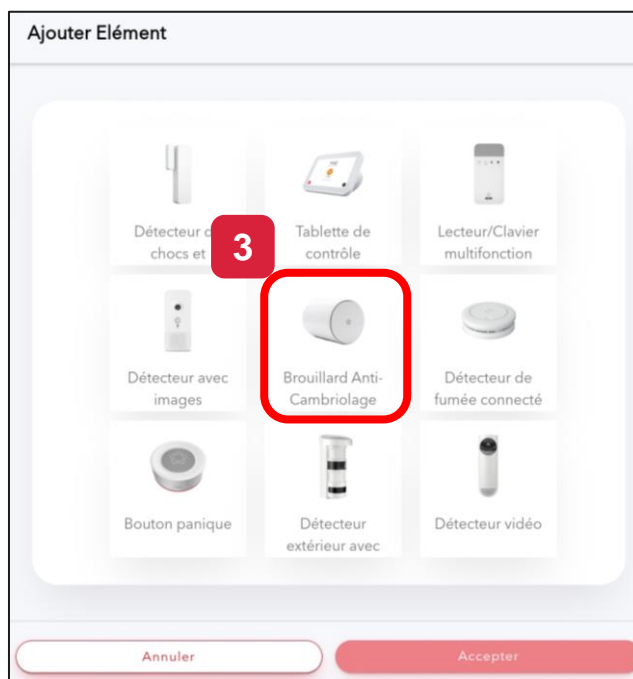 Ajouter Elément
Détecteur d
chocs et
3
Tablette de
contrôle
Lecteur/Clavier
multifonction
Détecteur avec
images
Brouillard Anti-
Cambriolage
Détecteur de
fumée connecté
Bouton panique
Détecteur
extérieur avec
Détecteur vidéo
Annuler
Accepter